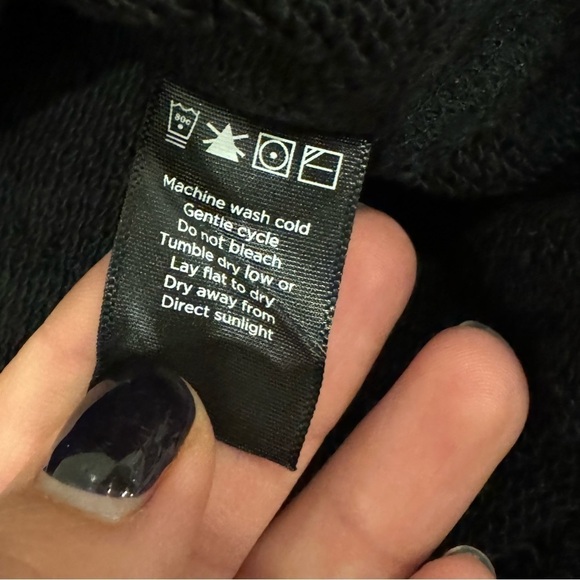 80c
Machine wash cold
Gentle cycle
Do not bleach
Tumble dry low or
Lay flat to dry
Dry away from
Direct sunlight